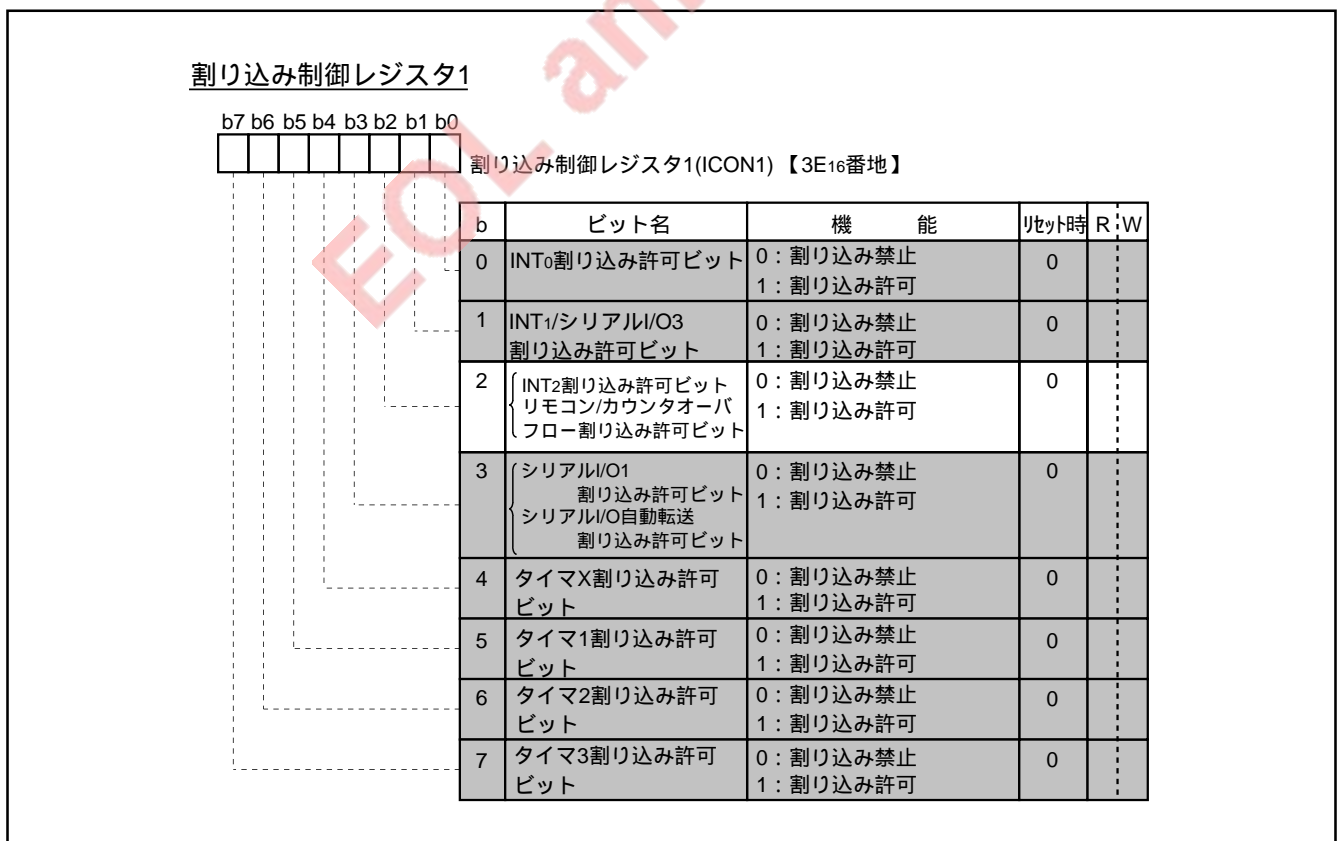 EOL an
割り込み制御レジスタ1
b7 b6 b5 b4 b3 b2 b1 b0
割り込み制御レジスタ1(ICON1) 【3E16番地】
b ビット名 機 能 リセット時 R W
0 INT0割り込み許可ビット 0：割り込み禁止 0
1：割り込み許可
1 INT1/シリアルI/O3 0：割り込み禁止 0
割り込み許可ビット 1：割り込み許可
2 INT2割り込み許可ビット 0：割り込み禁止 0
リモコン/カウンタオーバ 1：割り込み許可
フロー割り込み許可ビット
3 シリアルI/O1 0：割り込み禁止 0
割り込み許可ビット 1：割り込み許可
シリアルI/O自動転送
割り込み許可ビット
4 タイマX割り込み許可 0：割り込み禁止 0
ビット 1：割り込み許可
5 タイマ1割り込み許可 0：割り込み禁止 0
ビット 1：割り込み許可
6 タイマ2割り込み許可 0：割り込み禁止 0
ビット 1：割り込み許可
7 タイマ3割り込み許可 0：割り込み禁止 0
ビット 1：割り込み許可